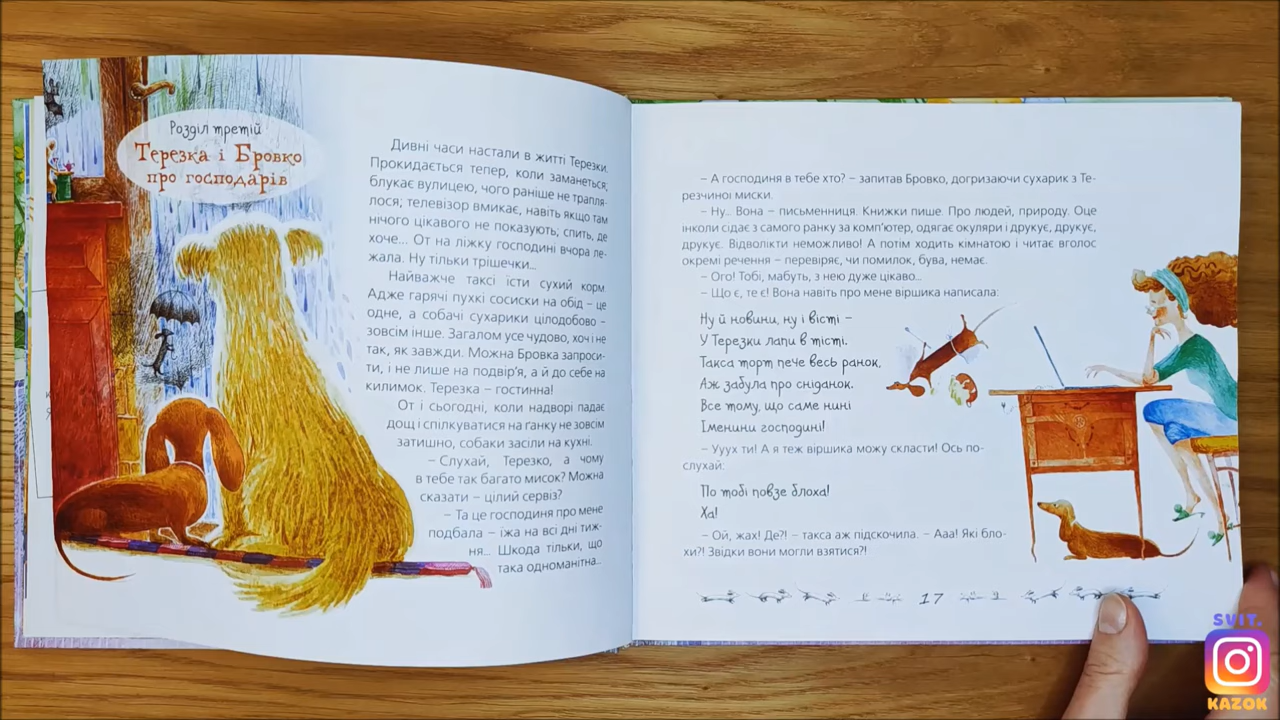 Розділ третій
Терезка і Бровко
про господарів
Дивні часи настали в житті Терезки.
Прокидається тепер, коли заманеться;
блукає вулицею, чого раніше не трапля-
лося; телевізор вмикає, навіть якщо там
нічого цікавого не показують; спить, де
хоче... От на ліжку господині вчора ле-
жала. Ну тільки трішечки...
Найважче таксі їсти сухий корм.
Адже гарячі пухкі сосиски на обід – це
одне, а собачі сухарики цілодобово –
зовсім інше. Загалом усе чудово, хоч і не
так, як завжди. Можна Бровка запроси-
ти, і не лише на подвір’я, а й до себе на
килимок. Терезка – гостинна!
От і сьогодні, коли надворі падає
дощ і спілкуватися на ґанку не зовсім
затишно, собаки засіли на кухні.
– Слухай, Терезко, а чому
в тебе так багато мисок? Можна
сказати – цілий сервіз?
– Та це господиня про мене
подбала – їжа на всі дні тиж-
ня... Шкода тільки, що
така одноманітна...
– А господиня в тебе хто? – запитав Бровко, догризаючи сухарик з Те-
резчиної миски.
– Ну... Вона – письменниця. Книжки пише. Про людей, природу. Оце
інколи сідає з самого ранку за комп’ютер, одягає окуляри і друкує, друкує,
друкує. Відволікти неможливо! А потім ходить кімнатою і читає вголос
окремі речення – перевіряє, чи помилок, бува, немає.
– Ого! Тобі, мабуть, з нею дуже цікаво...
– Що є, те є! Вона навіть про мене віршика написала:
Ну й новини, ну і вісті –
У Терезки лапи в тісті.
Такса торт пече весь ранок,
Аж забула про сніданок.
Все тому, що саме нині
Іменини господині!
– Ууух ти! А я теж віршика можу скласти! Ось по-
слухай:
По тобі повзе блоха!
Ха!
– Ой, жах! Де?! – такса аж підскочила. – Ааа! Які бло-
хи?! Звідки вони могли взятися?!
17
SVIT.
KAZOK